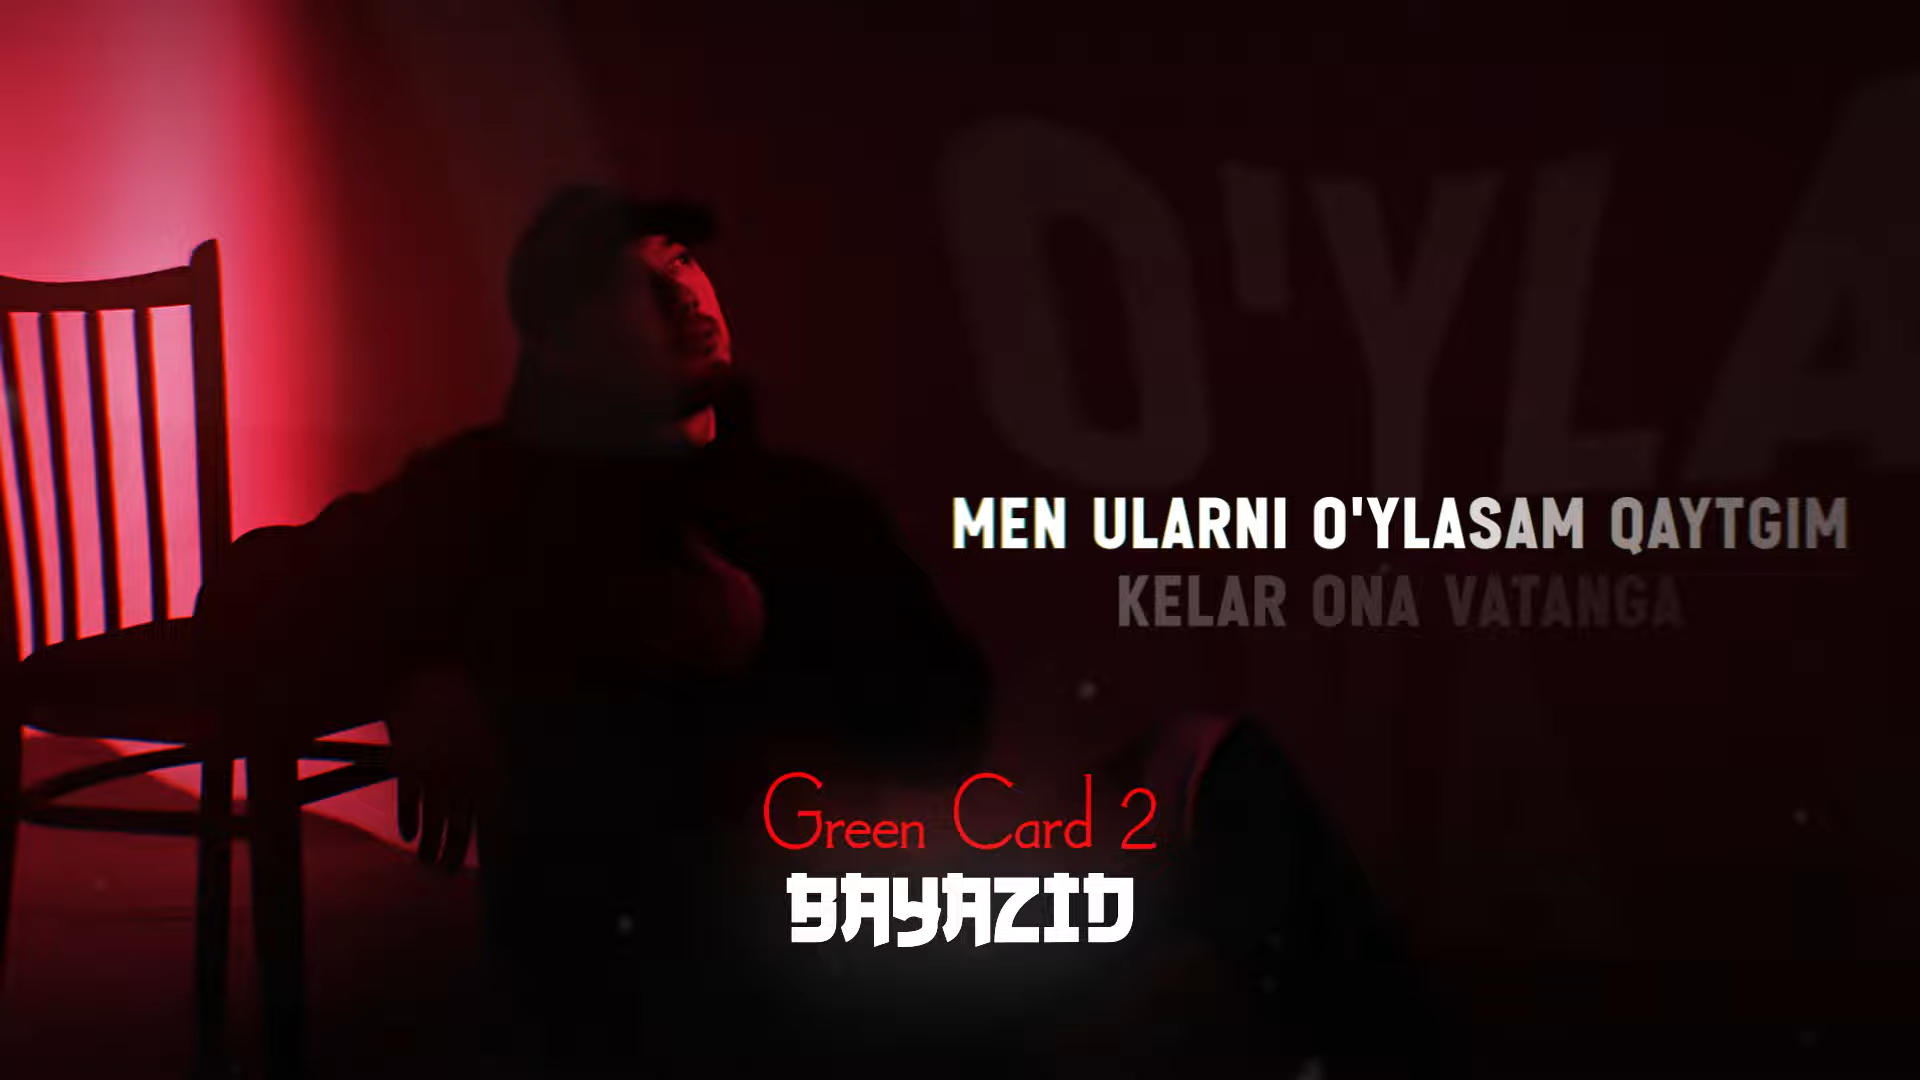 O'YLA
MEN ULARNI O'YLASAM QAYTGIM
KELAR ONA VATANGA
Green Card 2
BAYAZID